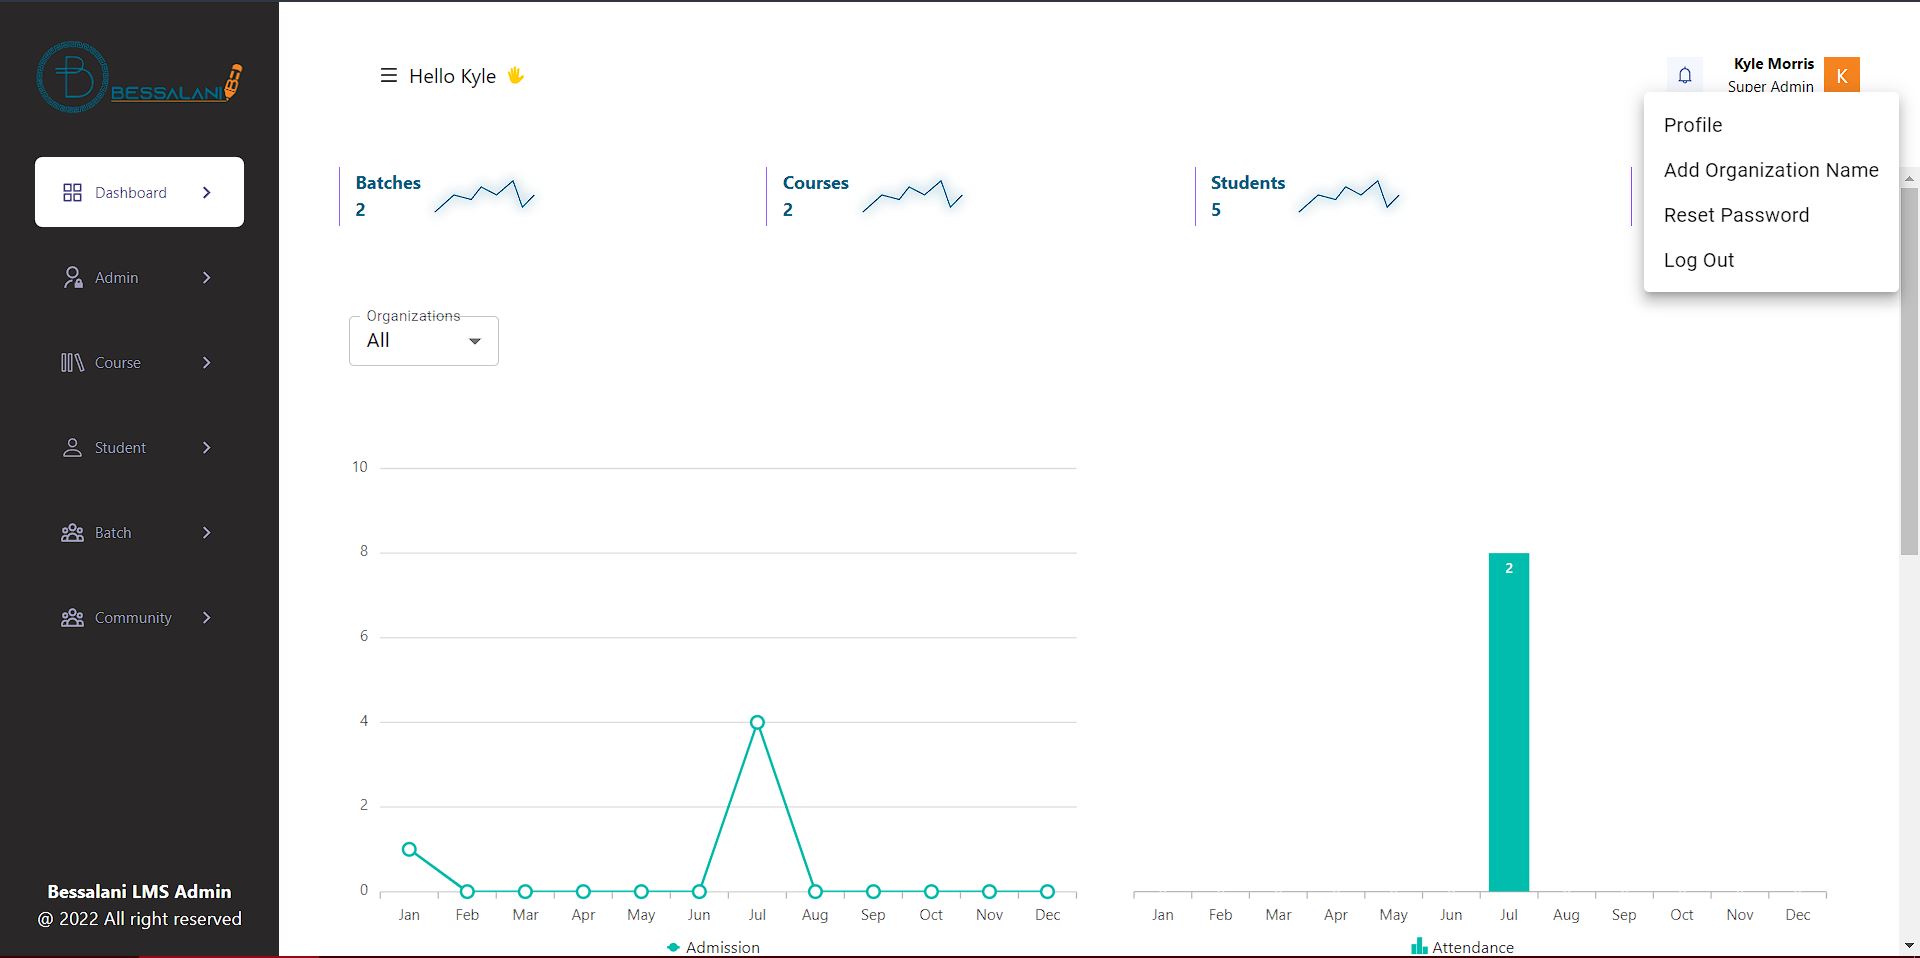 BESSALANI
Dashboard
Admin
Course
Student
Batch
Community
Bessalani LMS Admin
@ 2022 All right reserved
Hello Kyle
Kyle Morris
Super Admin
K
Profile
Add Organization Name
Reset Password
Log Out
Batches
2
Courses
2
Students
5
Organizations
All
10
8
6
4
2
0
Jan Feb Mar Apr May Jun Jul Aug Sep Oct Nov Dec
Admission
2
Jan Feb Mar Apr May Jun Jul Aug Sep Oct Nov Dec
Attendance